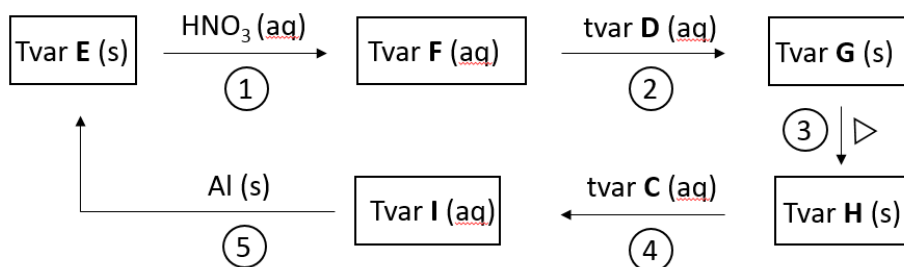 Tvar E (s)
HNO₃ (aq)
1
Tvar F (aq)
tvar D (aq)
2
Tvar G (s)
3
Tvar H (s)
tvar C (aq)
4
Tvar I (aq)
Al (s)
5